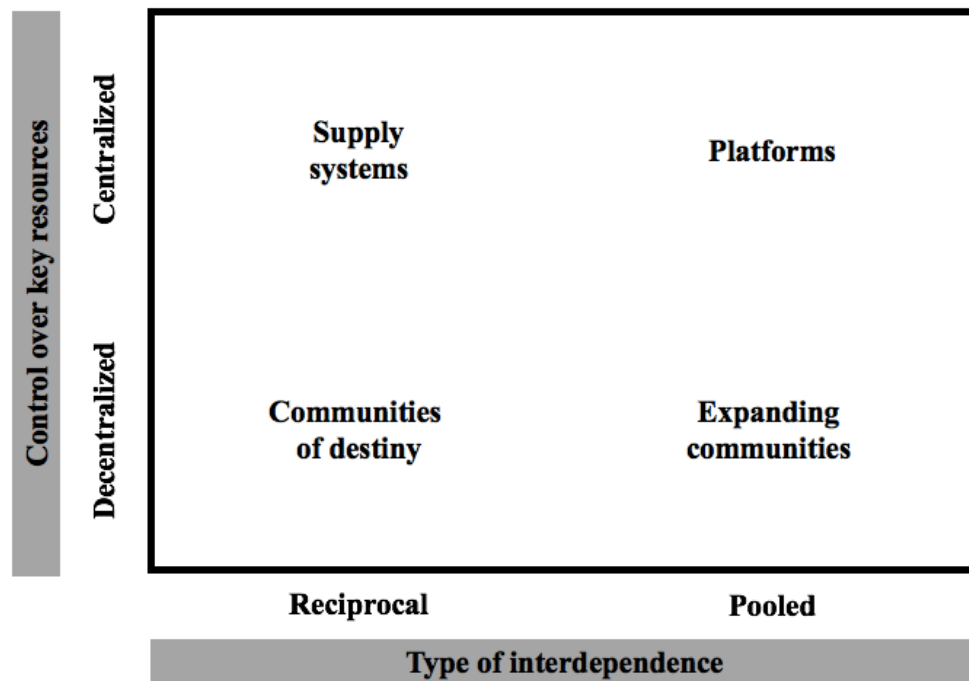 Control over key resources
Centralized
Decentralized
Supply
systems
Platforms
Communities
of destiny
Expanding
communities
Reciprocal
Pooled
Type of interdependence